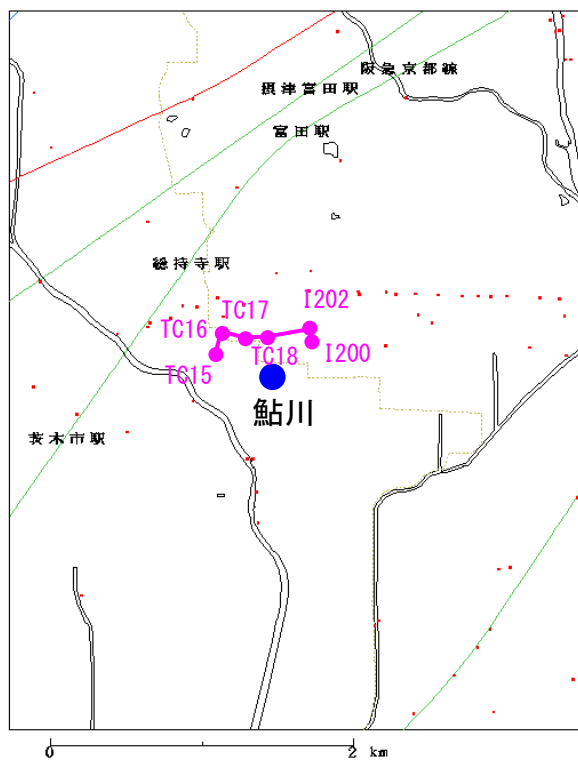 阪急京都線
摂津富田駅
富田駅
総持寺駅
I202
TC17
TC16
I200
TC18
TC15
鮎川
茨木市駅
0 2 km